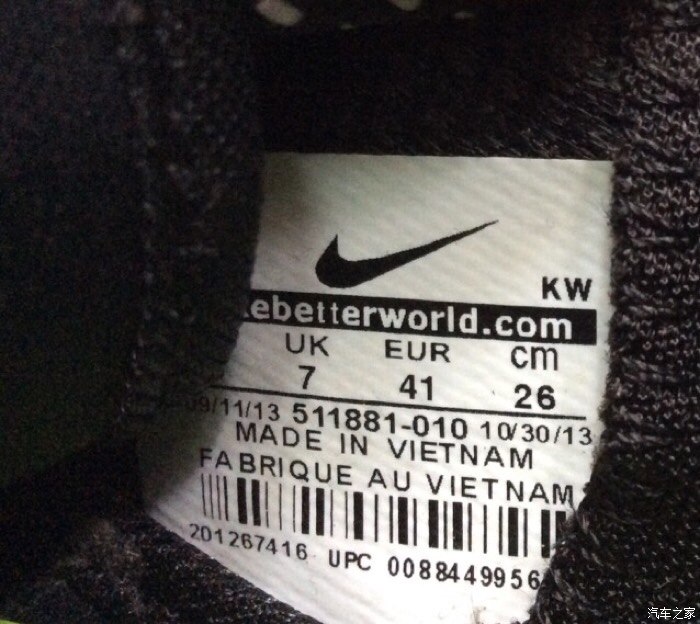 KW
ebetterworld.com
UK EUR cm
7 41 26
09/11/13 511881-010 10/30/13
MADE IN VIETNAM
FABRIQUE AU VIETNAM
201267416 UPC 0088449956
汽车之家